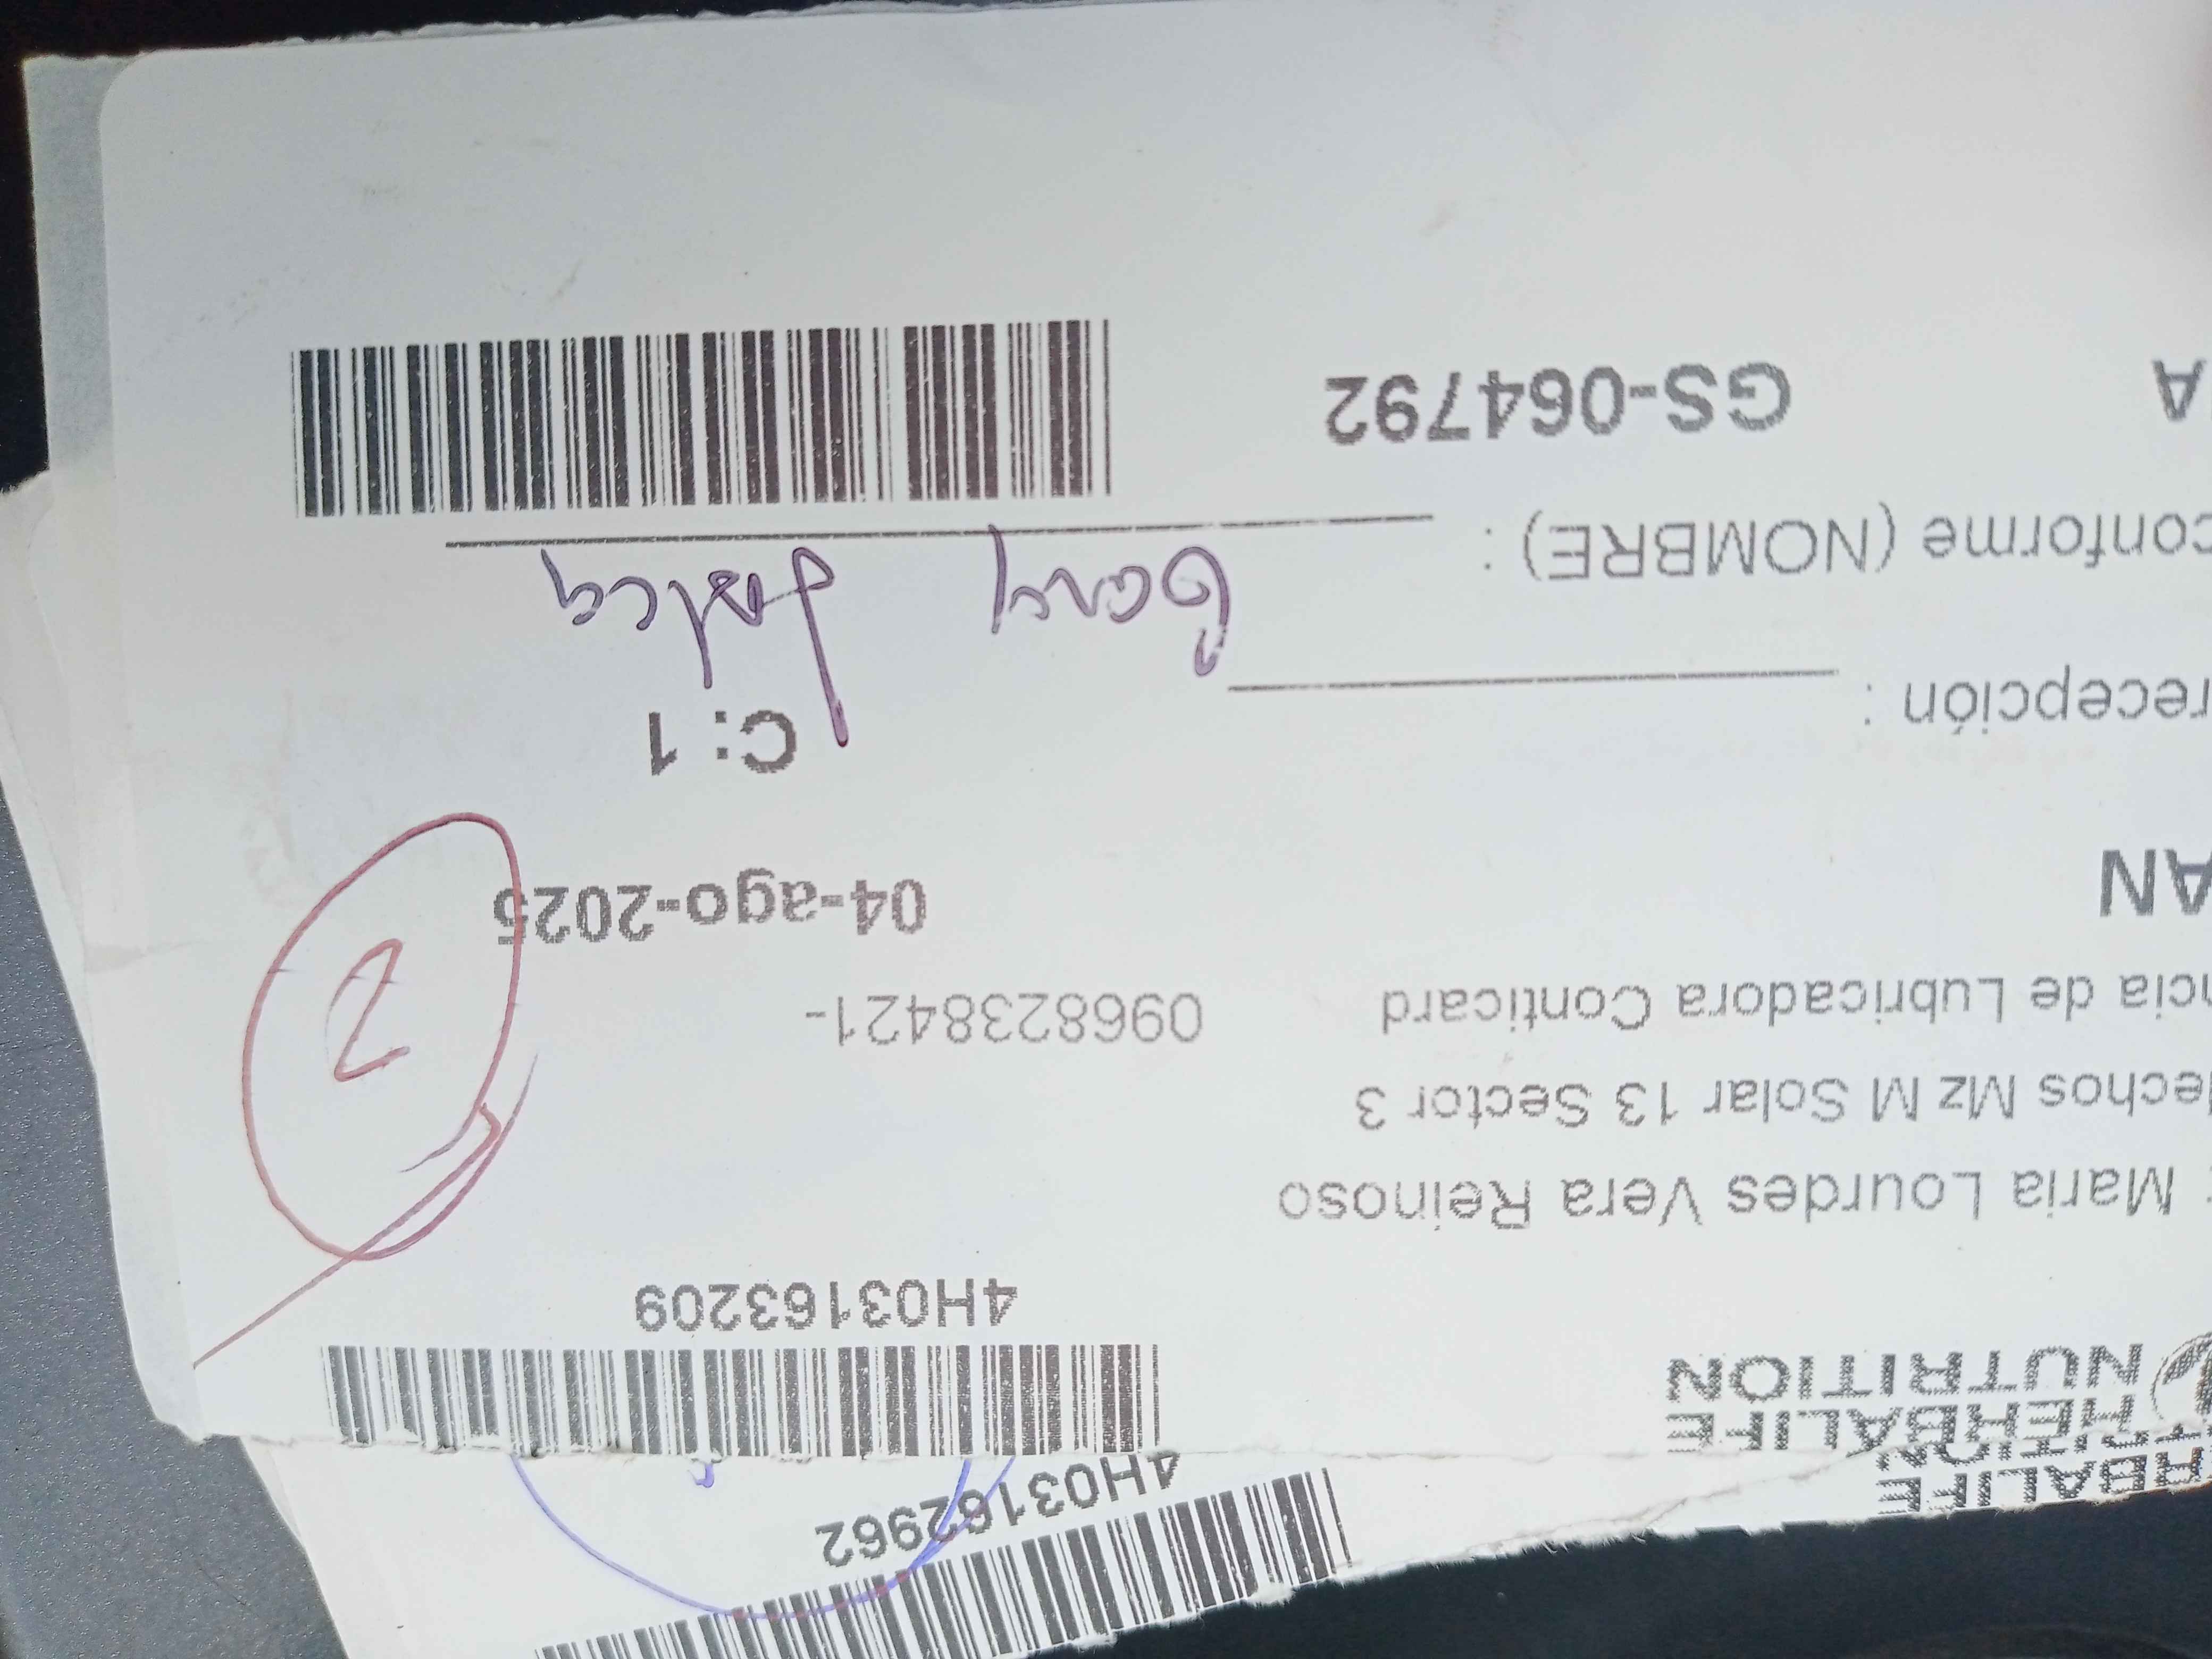 4H03162962
RBALIFE
HERBALIFE
NUTRITION
4H03163209
Maria Lourdes Vera Reinoso
lechos Mz M Solar 13 Sector 3
ncia de Lubricadora Conticard 0968238421-
AN 04-ago-2025
2
C: 1
recepción :
conforme (NOMBRE) :
A GS-064792